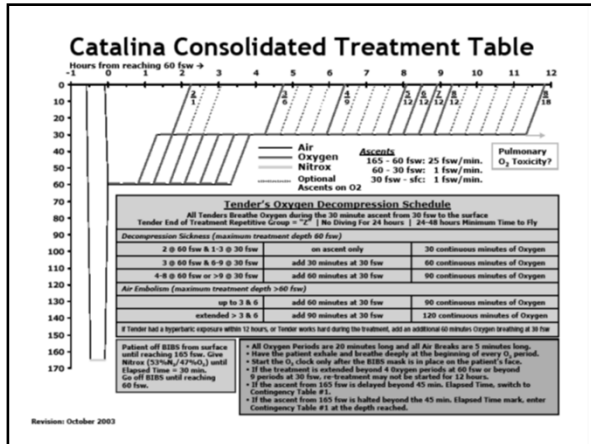 Catalina Consolidated Treatment Table
Hours from reaching 60 fsw →
-1 0 1 2 3 4 5 6 7 8 9 10 11 12
0
10
20
30
40
50
60
70
80
90
100
110
120
130
140
150
160
170
2/1
3/6
4/9
5/12
6/12
7/12
8/12
8/18
Air
Oxygen
Nitrox
Optional
Ascents on O2
Ascents
165 - 60 fsw: 25 fsw/min.
60 - 30 fsw: 1 fsw/min.
30 fsw - sfc: 1 fsw/min.
Pulmonary
O2 Toxicity?
Tender's Oxygen Decompression Schedule
All Tenders Breathe Oxygen during the 30 minute ascent from 30 fsw to the surface
Tender End of Treatment Repetitive Group = "Z" | No Diving For 24 hours | 24-48 hours Minimum Time to Fly
Decompression Sickness (maximum treatment depth 60 fsw)
2 @ 60 fsw & 1-3 @ 30 fsw on ascent only 30 continuous minutes of Oxygen
3 @ 60 fsw & 6-9 @ 30 fsw add 30 minutes at 30 fsw 60 continuous minutes of Oxygen
4-8 @ 60 fsw or >9 @ 30 fsw add 60 minutes at 30 fsw 90 continuous minutes of Oxygen
Air Embolism (maximum treatment depth >60 fsw)
up to 3 & 6 add 60 minutes at 30 fsw 90 continuous minutes of Oxygen
extended > 3 & 6 add 90 minutes at 30 fsw 120 continuous minutes of Oxygen
If Tender had a hyperbaric exposure within 12 hours, or Tender works hard during the treatment, add an additional 60 minutes Oxygen breathing at 30 fsw
Patient off BIBS from surface
until reaching 165 fsw. Give
Nitrox (53%N2/47%O2) until
Elapsed Time = 30 min.
Go off BIBS until reaching
60 fsw.
• All Oxygen Periods are 20 minutes long and all Air Breaks are 5 minutes long.
• Have the patient exhale and breathe deeply at the beginning of every O2 period.
• Start the O2 clock only after the BIBS mask is in place on the patient's face.
• If the treatment is extended beyond 4 Oxygen periods at 60 fsw or beyond
9 periods at 30 fsw, re-treatment may not be started for 12 hours.
• If the ascent from 165 fsw is delayed beyond 45 min. Elapsed Time, switch to
Contingency Table #1.
• If the ascent from 165 fsw is halted beyond the 45 min. Elapsed Time mark, enter
Contingency Table #1 at the depth reached.
Revision: October 2003